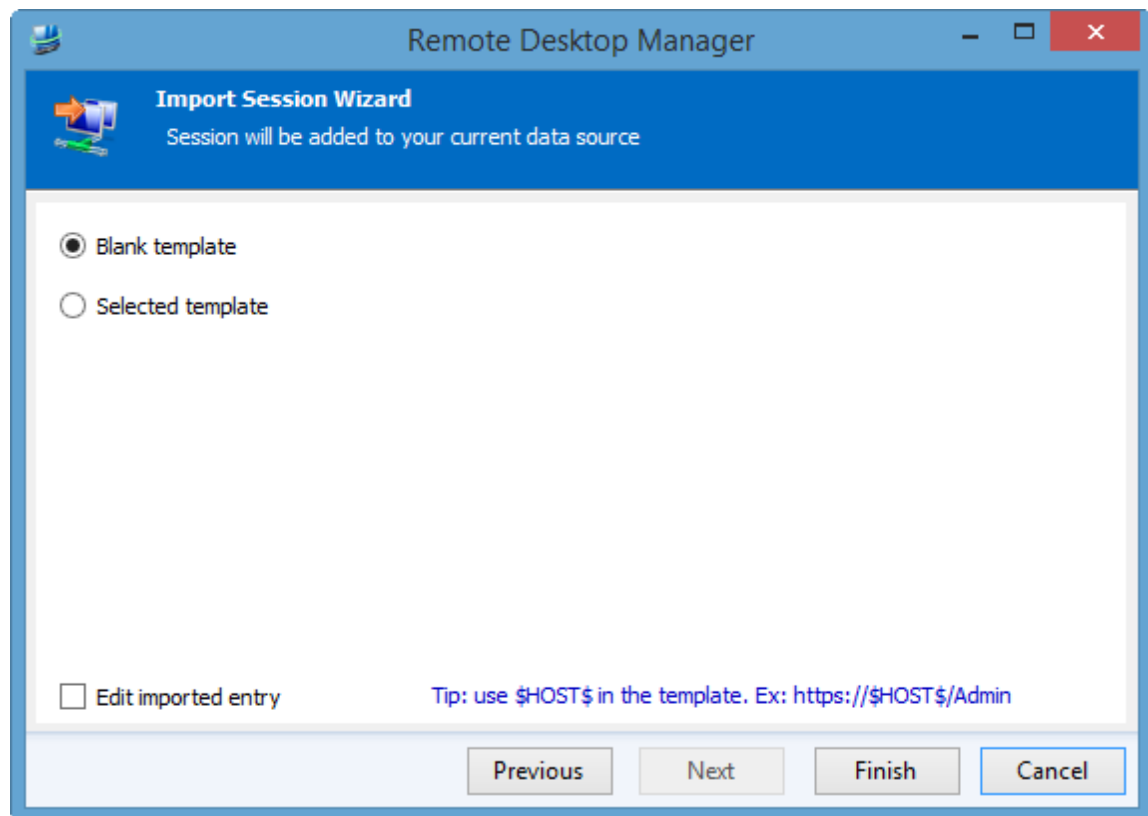 Remote Desktop Manager
Import Session Wizard
Session will be added to your current data source
Blank template
Selected template
Edit imported entry
Tip: use $HOST$ in the template. Ex: https://$HOST$/Admin
Previous
Next
Finish
Cancel